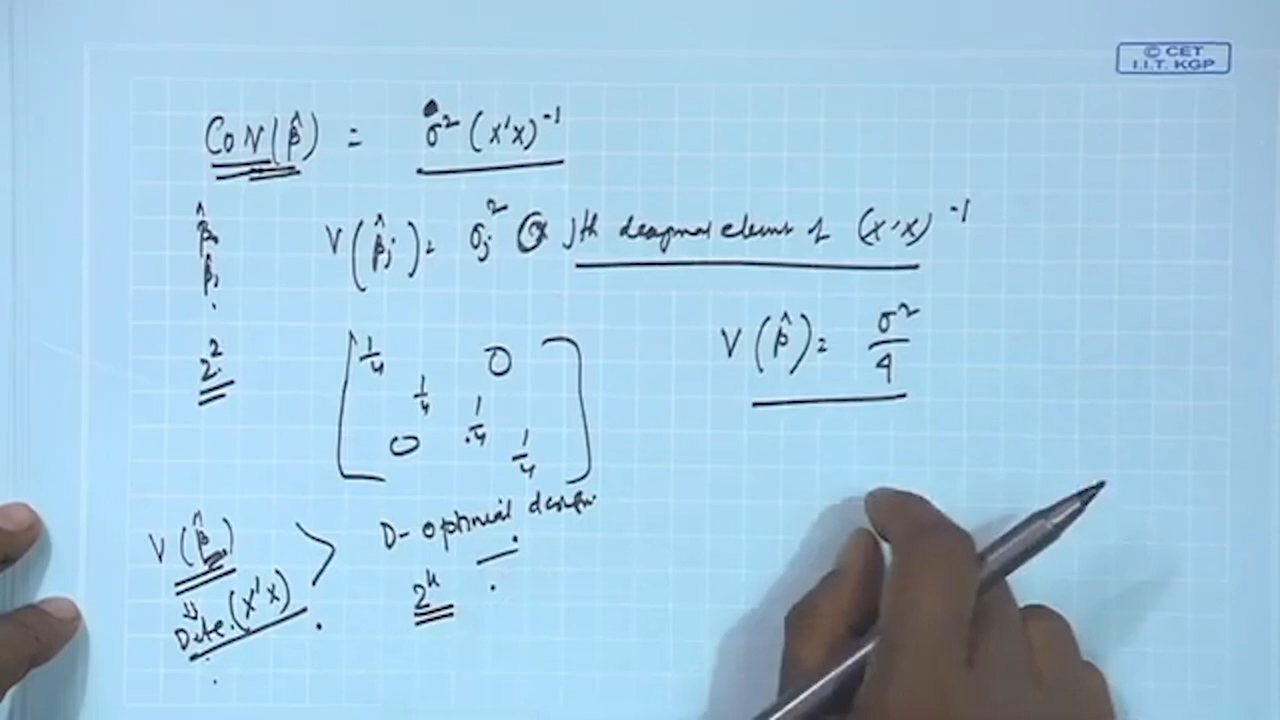 © CET
I.I.T. KGP
CoV(β̂) = σ̂² (X'X)⁻¹
β̂₀
β̂₁
V(β̂ⱼ) = σⱼ² jth diagonal element of (X'X)⁻¹
2²
1/4 0
1/4
0 1/4
1/4
V(β̂) = σ²/4
V(β̂) > D-optimal design
⇓
Dete.(X'X)
2ᵏ